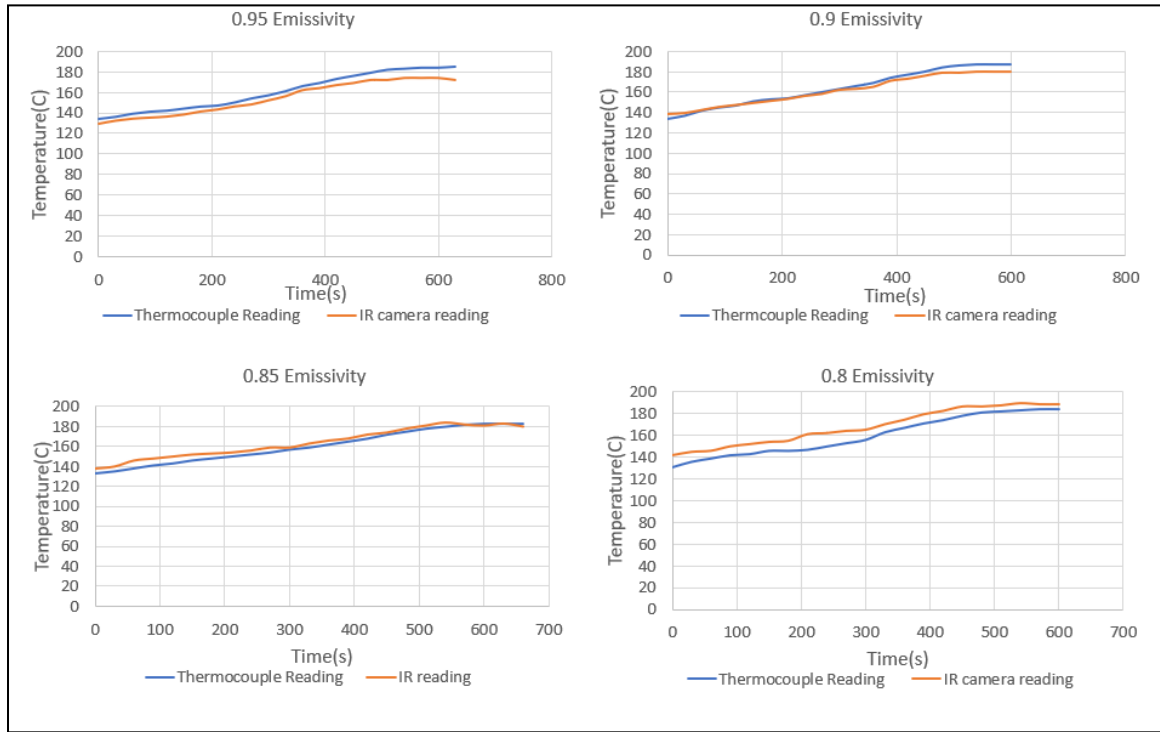 0.95 Emissivity
Temperature(C)
200
180
160
140
120
100
80
60
40
20
0
0 200 400 600 800
Time(s)
Thermocouple Reading IR camera reading
0.9 Emissivity
Temperature(C)
200
180
160
140
120
100
80
60
40
20
0
0 200 400 600 800
Time(s)
Thermcouple Reading IR camera reading
0.85 Emissivity
Temperature(C)
200
180
160
140
120
100
80
60
40
20
0
0 100 200 300 400 500 600 700
Time(s)
Thermocouple Reading IR reading
0.8 Emissivity
Temperature(C)
200
180
160
140
120
100
80
60
40
20
0
0 100 200 300 400 500 600 700
Time(s)
Thermocouple Reading IR camera reading